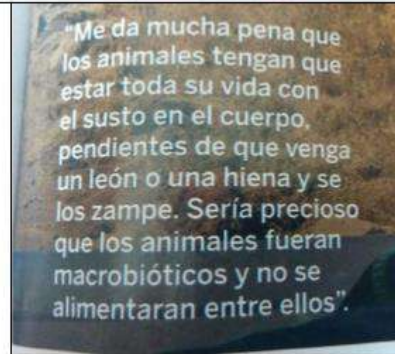 "Me da mucha pena que
los animales tengan que
estar toda su vida con
el susto en el cuerpo,
pendientes de que venga
un león o una hiena y se
los zampe. Sería precioso
que los animales fueran
macrobióticos y no se
alimentaran entre ellos".